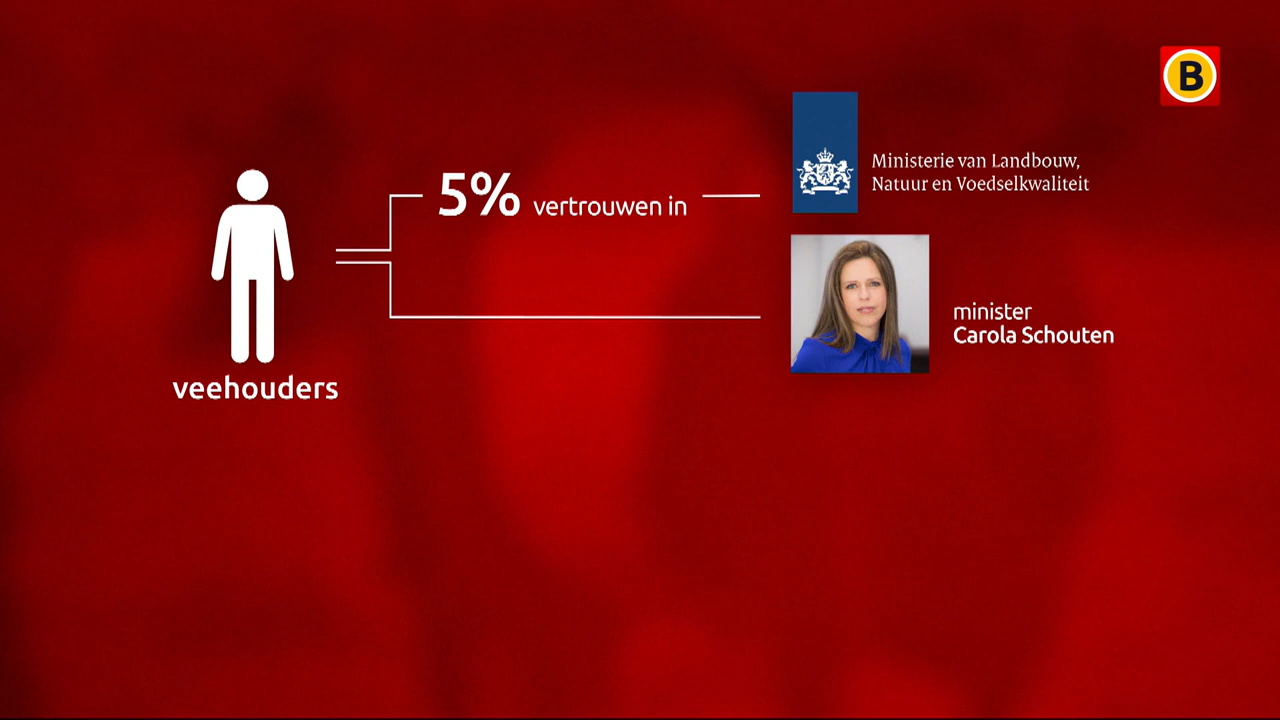 B
Ministerie van Landbouw,
Natuur en Voedselkwaliteit
5% vertrouwen in
minister
Carola Schouten
veehouders